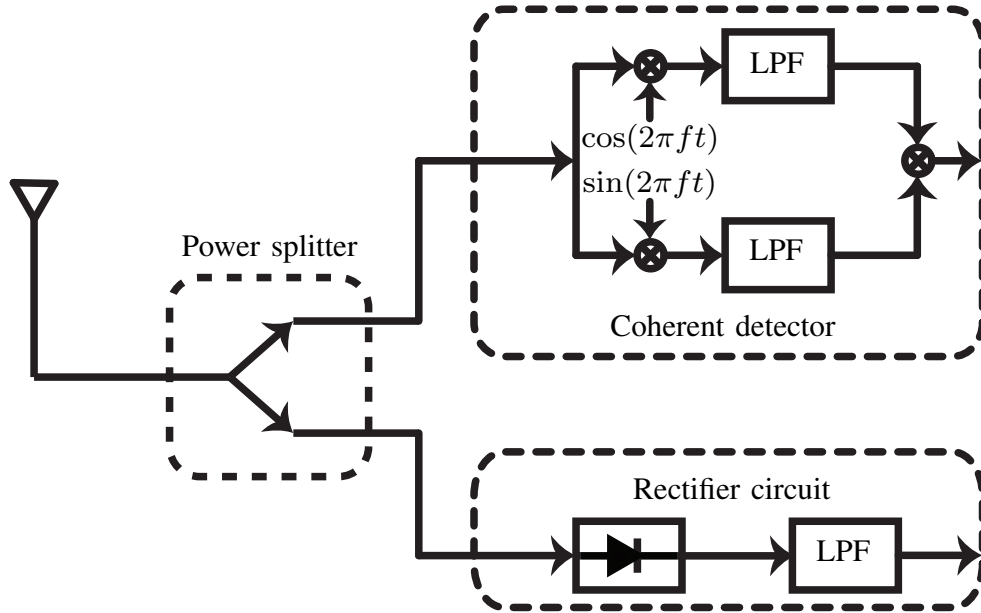 LPF
cos(2πft)
sin(2πft)
Power splitter
LPF
Coherent detector
Rectifier circuit
LPF